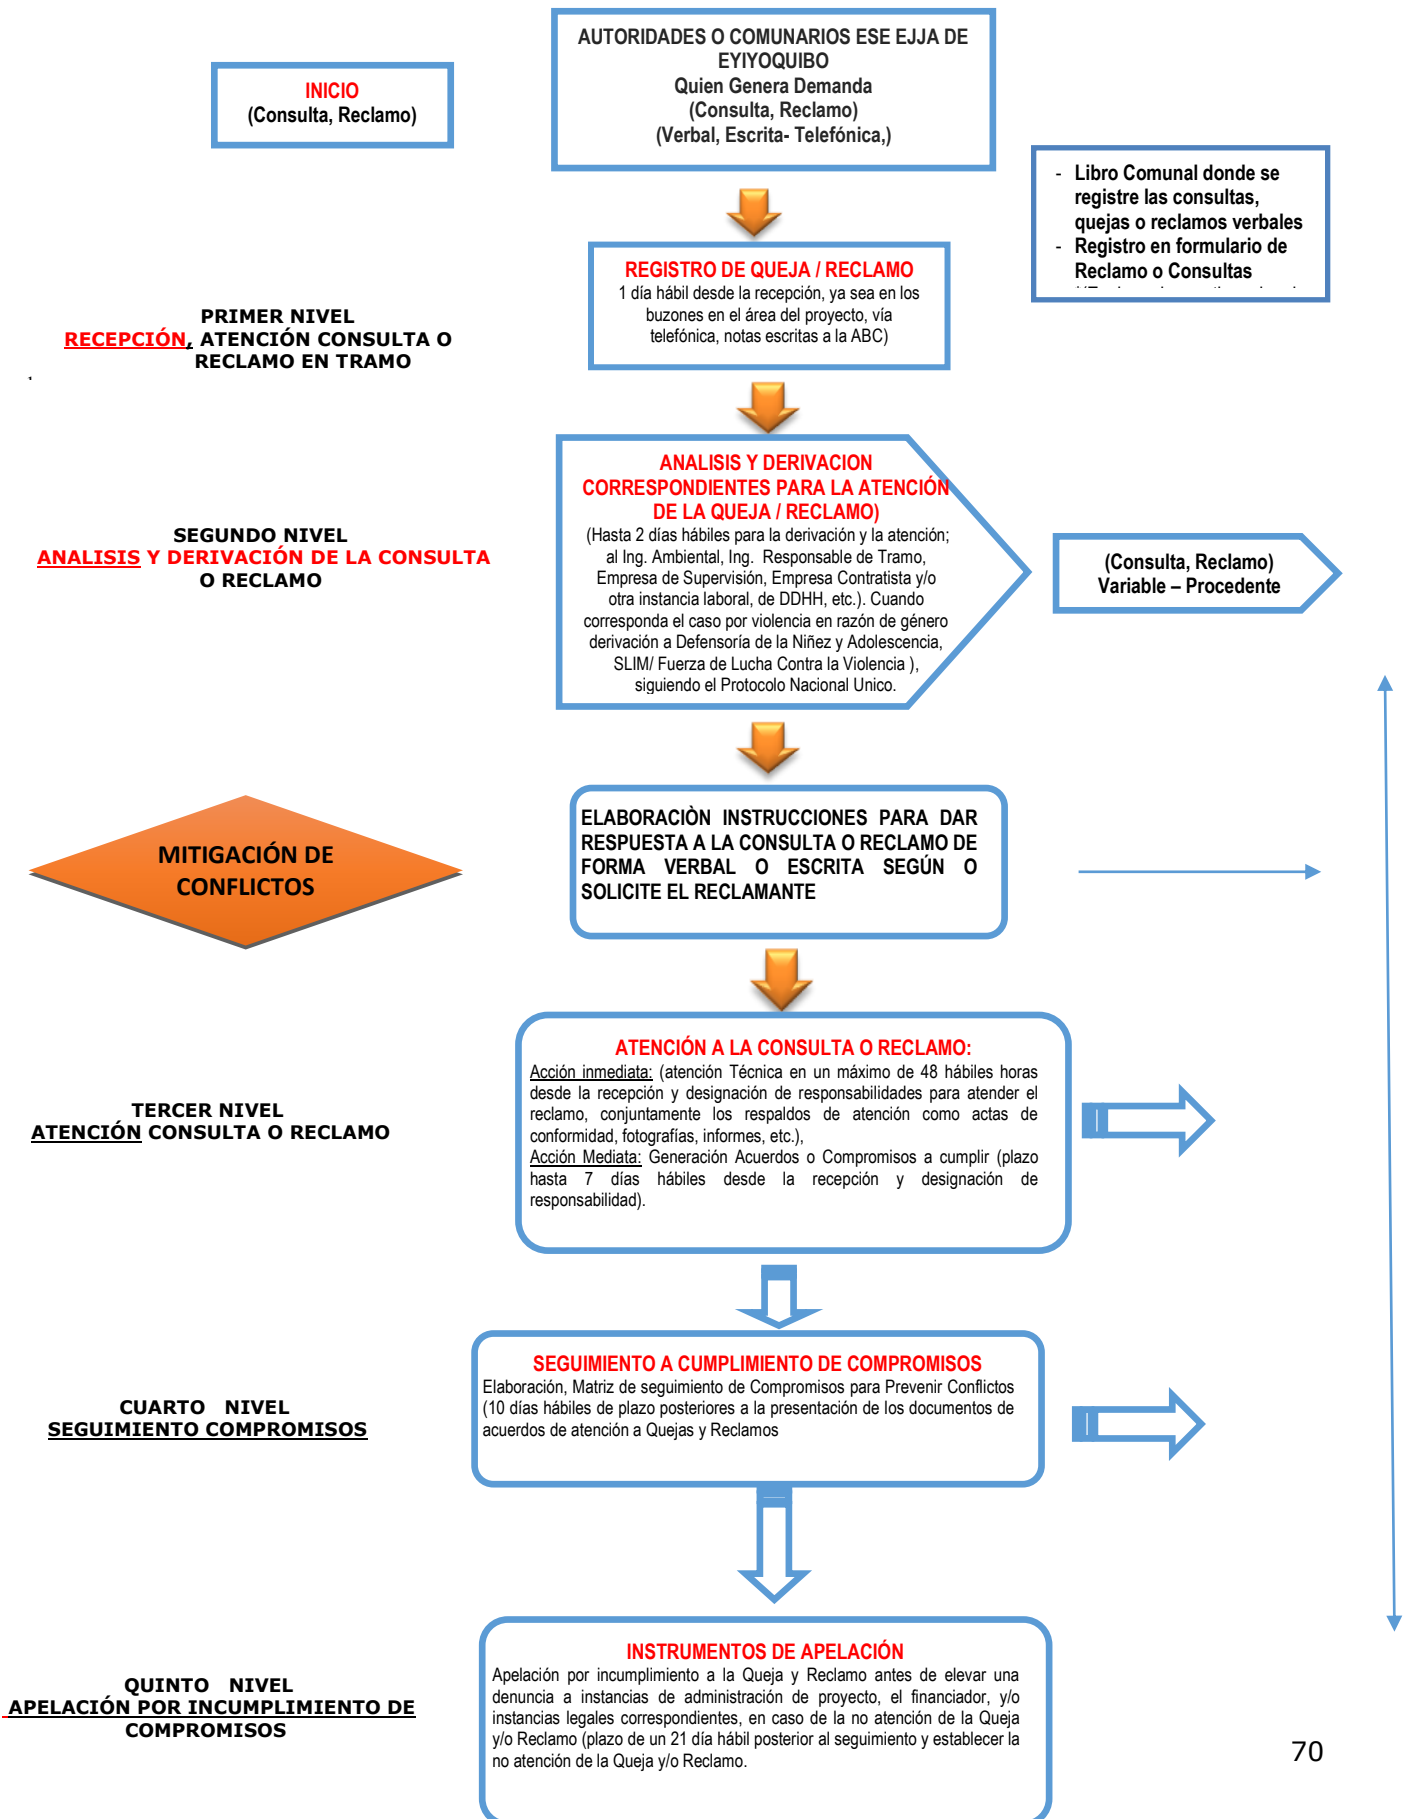 INICIO
(Consulta, Reclamo)
AUTORIDADES O COMUNARIOS ESE EJJA DE
EYIYOQUIBO
Quien Genera Demanda
(Consulta, Reclamo)
(Verbal, Escrita- Telefónica,)
- Libro Comunal donde se
registre las consultas,
quejas o reclamos verbales
- Registro en formulario de
Reclamo o Consultas
REGISTRO DE QUEJA / RECLAMO
1 día hábil desde la recepción, ya sea en los
buzones en el área del proyecto, vía
telefónica, notas escritas a la ABC)
PRIMER NIVEL
RECEPCIÓN, ATENCIÓN CONSULTA O
RECLAMO EN TRAMO
ANALISIS Y DERIVACION
CORRESPONDIENTES PARA LA ATENCIÓN
DE LA QUEJA / RECLAMO)
(Hasta 2 días hábiles para la derivación y la atención;
al Ing. Ambiental, Ing. Responsable de Tramo,
Empresa de Supervisión, Empresa Contratista y/o
otra instancia laboral, de DDHH, etc.). Cuando
corresponda el caso por violencia en razón de género
derivación a Defensoría de la Niñez y Adolescencia,
SLIM/ Fuerza de Lucha Contra la Violencia ),
siguiendo el Protocolo Nacional Unico.
SEGUNDO NIVEL
ANALISIS Y DERIVACIÓN DE LA CONSULTA
O RECLAMO
(Consulta, Reclamo)
Variable – Procedente
MITIGACIÓN DE
CONFLICTOS
ELABORACIÒN INSTRUCCIONES PARA DAR
RESPUESTA A LA CONSULTA O RECLAMO DE
FORMA VERBAL O ESCRITA SEGÚN O
SOLICITE EL RECLAMANTE
TERCER NIVEL
ATENCIÓN CONSULTA O RECLAMO
ATENCIÓN A LA CONSULTA O RECLAMO:
Acción inmediata: (atención Técnica en un máximo de 48 hábiles horas
desde la recepción y designación de responsabilidades para atender el
reclamo, conjuntamente los respaldos de atención como actas de
conformidad, fotografías, informes, etc.),
Acción Mediata: Generación Acuerdos o Compromisos a cumplir (plazo
hasta 7 días hábiles desde la recepción y designación de
responsabilidad).
CUARTO NIVEL
SEGUIMIENTO COMPROMISOS
SEGUIMIENTO A CUMPLIMIENTO DE COMPROMISOS
Elaboración, Matriz de seguimiento de Compromisos para Prevenir Conflictos
(10 días hábiles de plazo posteriores a la presentación de los documentos de
acuerdos de atención a Quejas y Reclamos
QUINTO NIVEL
APELACIÓN POR INCUMPLIMIENTO DE
COMPROMISOS
INSTRUMENTOS DE APELACIÓN
Apelación por incumplimiento a la Queja y Reclamo antes de elevar una
denuncia a instancias de administración de proyecto, el financiador, y/o
instancias legales correspondientes, en caso de la no atención de la Queja
y/o Reclamo (plazo de un 21 día hábil posterior al seguimiento y establecer la
no atención de la Queja y/o Reclamo.
70